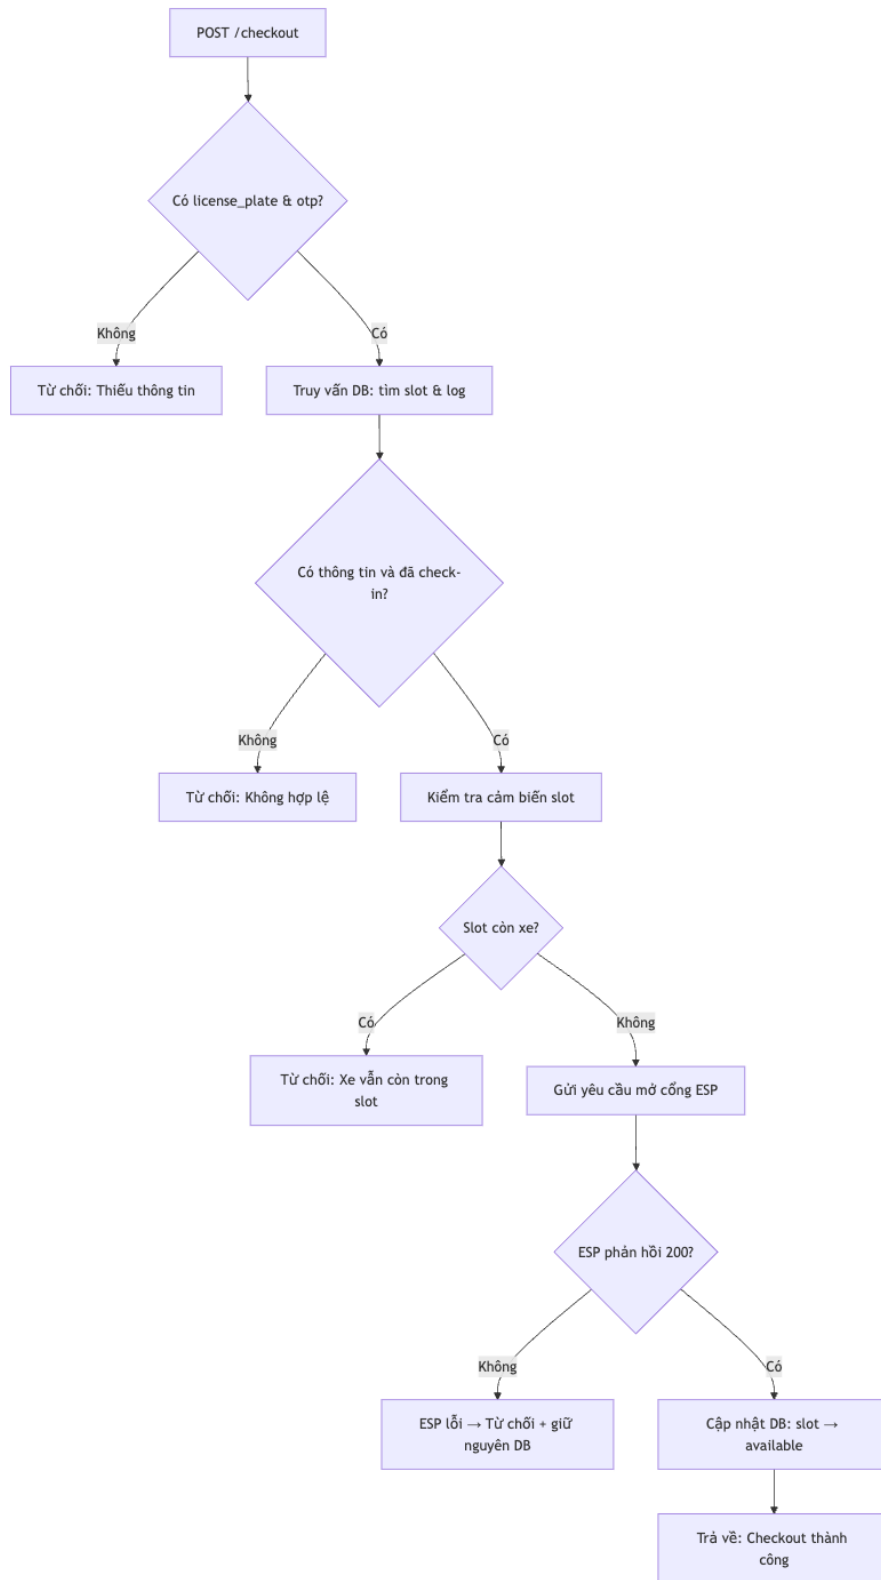 POST /checkout
Có license_plate & otp?
Không
Có
Từ chối: Thiếu thông tin
Truy vấn DB: tìm slot & log
Có thông tin và đã check-
in?
Không
Có
Từ chối: Không hợp lệ
Kiểm tra cảm biến slot
Slot còn xe?
Có
Không
Từ chối: Xe vẫn còn trong
slot
Gửi yêu cầu mở cổng ESP
ESP phản hồi 200?
Không
Có
ESP lỗi → Từ chối + giữ
nguyên DB
Cập nhật DB: slot →
available
Trả về: Checkout thành
công